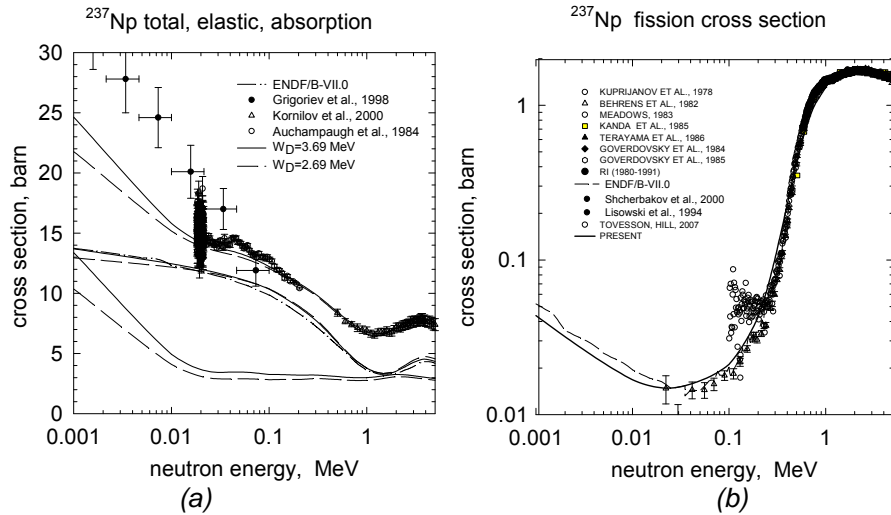 237Np total, elastic, absorption
30
25
20
15
10
5
0
cross section, barn
0.001
0.01
0.1
1
neutron energy, MeV
ENDF/B-VII.0
Grigoriev et al., 1998
Kornilov et al., 2000
Auchampaugh et al., 1984
WD=3.69 MeV
WD=2.69 MeV
(a)
237Np fission cross section
1
0.1
0.01
cross section, barn
0.001
0.01
0.1
1
neutron energy, MeV
KUPRIJANOV ET AL., 1978
BEHRENS ET AL., 1982
MEADOWS, 1983
KANDA ET AL., 1985
TERAYAMA ET AL., 1986
GOVERDOVSKY ET AL., 1984
GOVERDOVSKY ET AL., 1985
RI (1980-1991)
ENDF/B-VII.0
Shcherbakov et al., 2000
Lisowski et al., 1994
TOVESSON, HILL, 2007
PRESENT
(b)